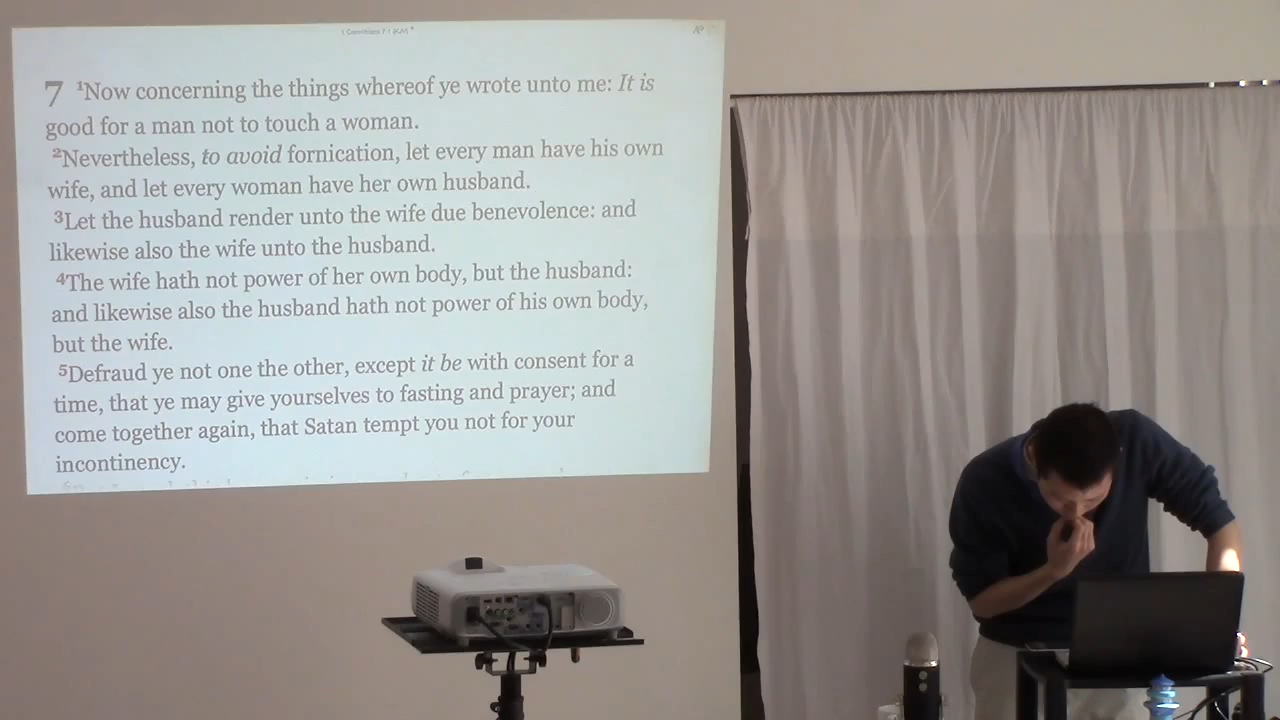 7 ¹Now concerning the things whereof ye wrote unto me: It is
good for a man not to touch a woman.
²Nevertheless, to avoid fornication, let every man have his own
wife, and let every woman have her own husband.
³Let the husband render unto the wife due benevolence: and
likewise also the wife unto the husband.
⁴The wife hath not power of her own body, but the husband:
and likewise also the husband hath not power of his own body,
but the wife.
⁵Defraud ye not one the other, except it be with consent for a
time, that ye may give yourselves to fasting and prayer; and
come together again, that Satan tempt you not for your
incontinency.